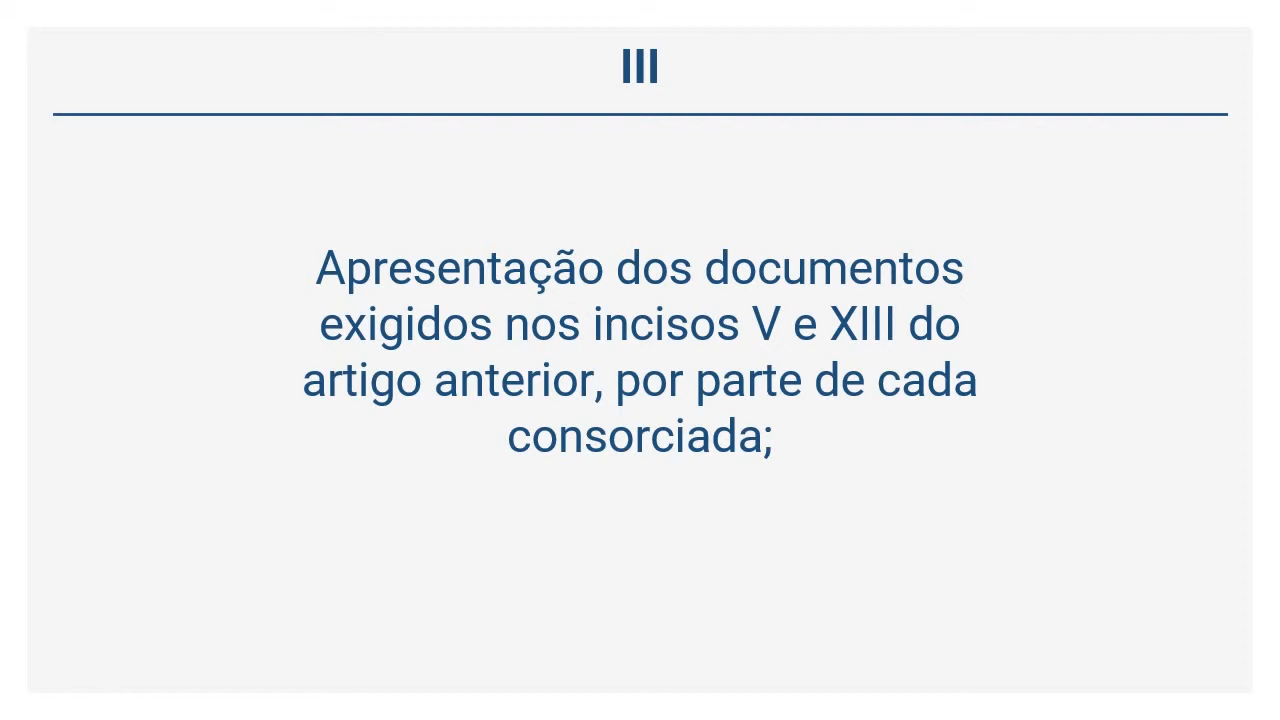 III
Apresentação dos documentos
exigidos nos incisos V e XIII do
artigo anterior, por parte de cada
consorciada;